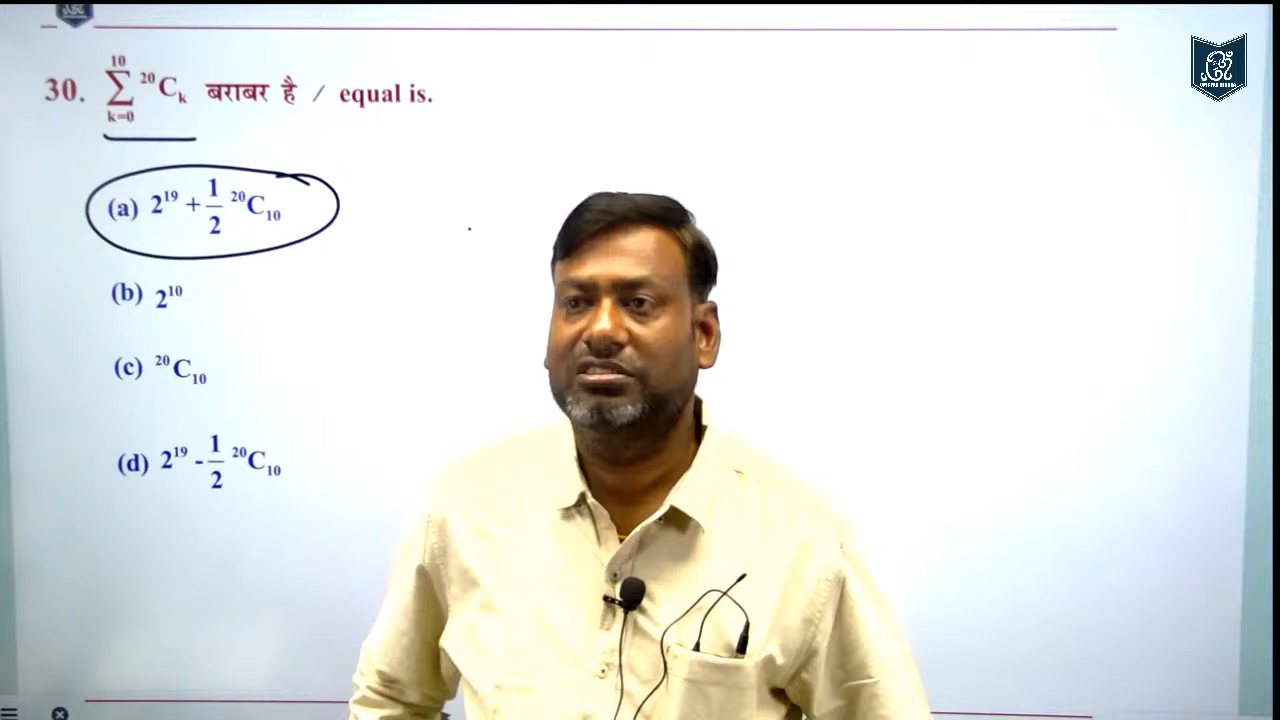 30. $\sum_{k=0}^{10} {}^{20}C_k$ बराबर है / equal is.
(a) $2^{19} + \frac{1}{2} {}^{20}C_{10}$
(b) $2^{10}$
(c) ${}^{20}C_{10}$
(d) $2^{19} - \frac{1}{2} {}^{20}C_{10}$